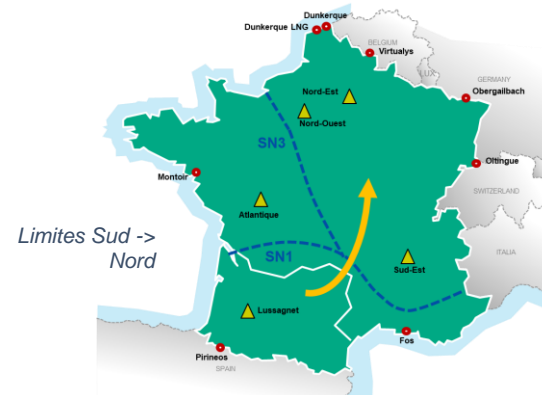 Dunkerque
Dunkerque LNG
BELGIUM
Virtualys
LUX
GERMANY
Nord-Est
Obergailbach
Nord-Ouest
SN3
Oltingue
Montoir
SWITZERLAND
Atlantique
Limites Sud ->
Nord
SN1
ITALIA
Sud-Est
Lussagnet
Fos
Pirineos
SPAIN